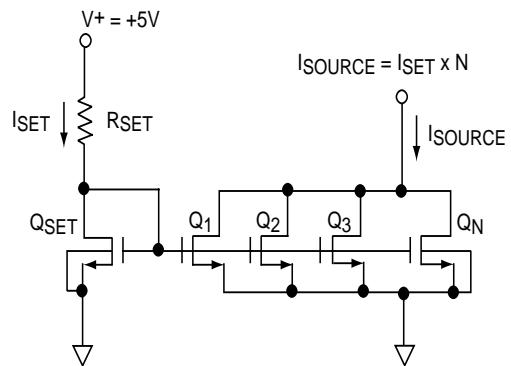 V+ = +5V
ISOURCE = ISET x N
ISET
RSET
ISOURCE
QSET
Q1
Q2
Q3
QN